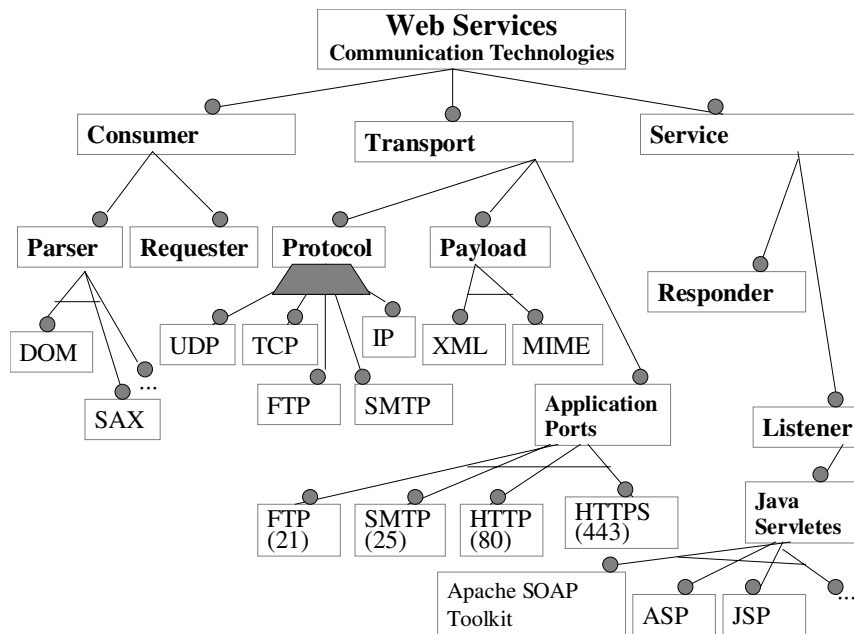 Web Services
Communication Technologies
Consumer
Transport
Service
Parser
Requester
Protocol
Payload
Responder
DOM
UDP
TCP
IP
XML
MIME
...
SAX
FTP
SMTP
Application
Ports
Listener
FTP
(21)
SMTP
(25)
HTTP
(80)
HTTPS
(443)
Java
Servletes
Apache SOAP
Toolkit
ASP
JSP
...